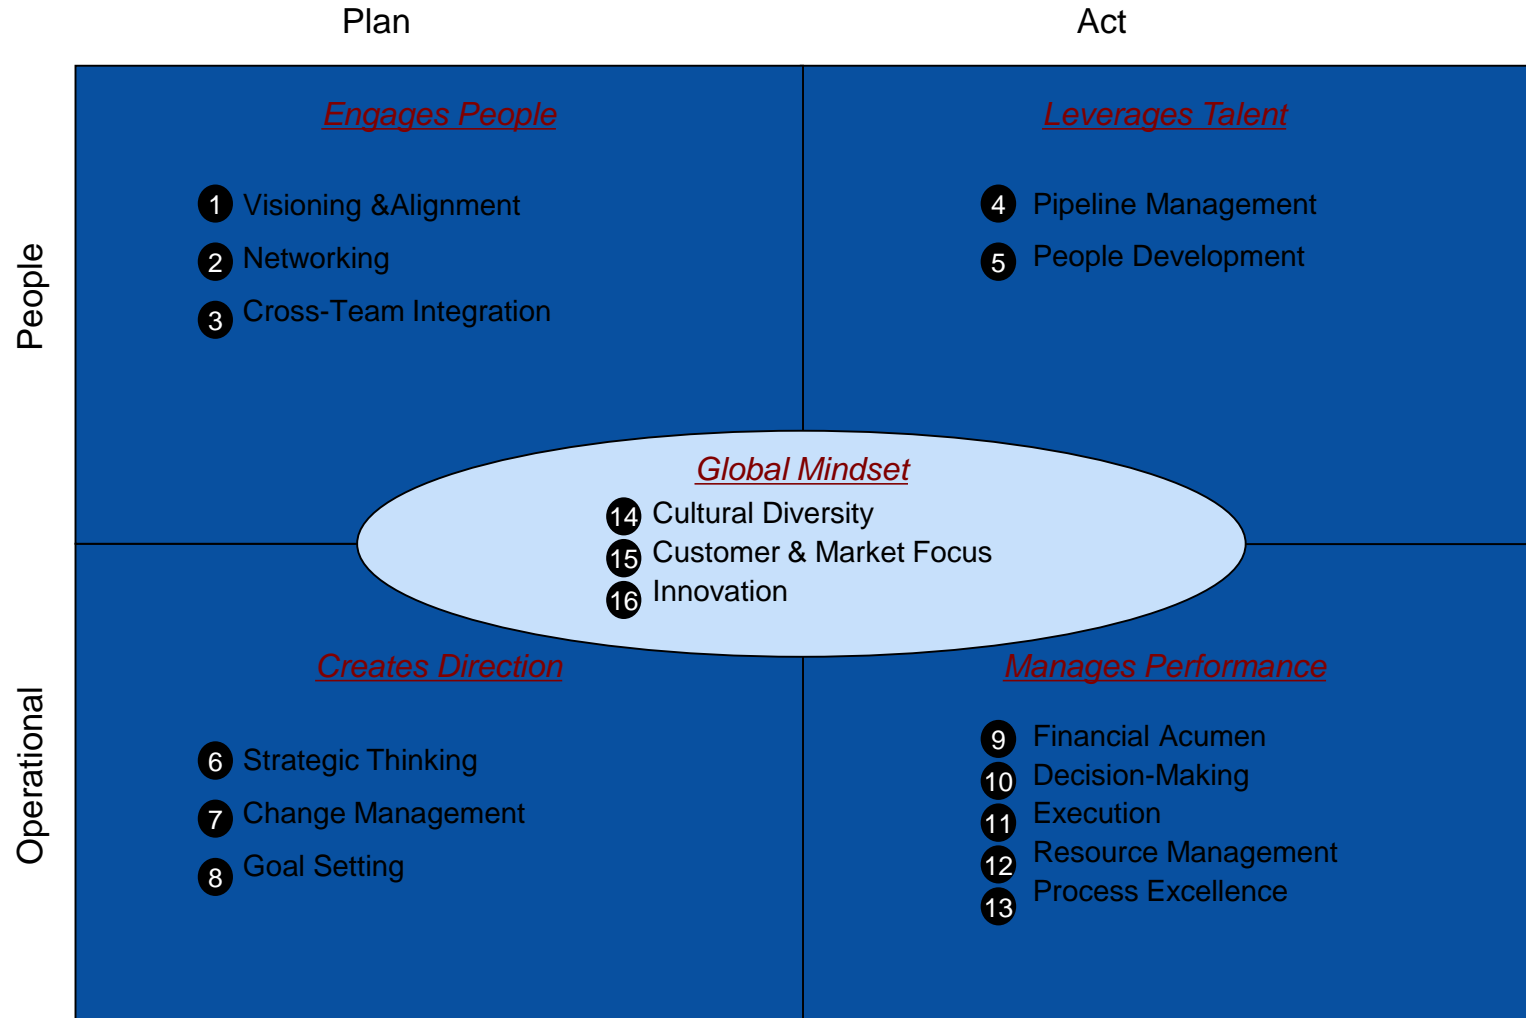 Plan
Act
People
Engages People
1 Visioning &Alignment
2 Networking
3 Cross-Team Integration
Leverages Talent
4 Pipeline Management
5 People Development
Global Mindset
14 Cultural Diversity
15 Customer & Market Focus
16 Innovation
Operational
Creates Direction
6 Strategic Thinking
7 Change Management
8 Goal Setting
Manages Performance
9 Financial Acumen
10 Decision-Making
11 Execution
12 Resource Management
13 Process Excellence